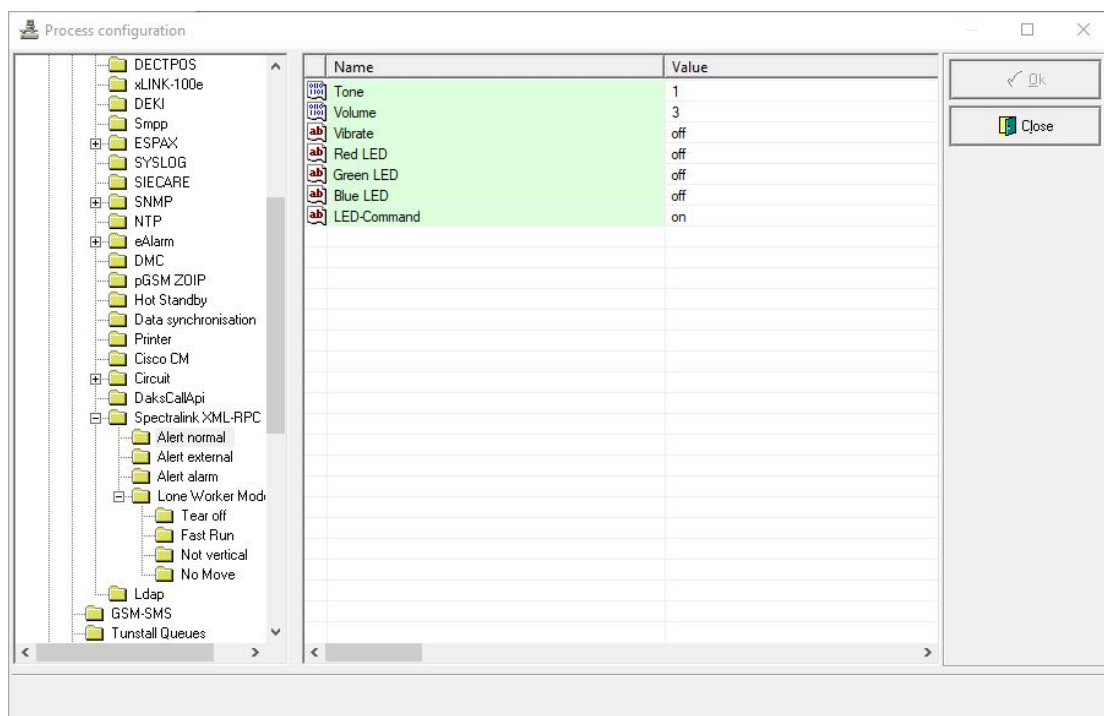 Process configuration
DECTPOS
xLINK-100e
DEKI
Smpp
ESPAX
SYSLOG
SIECARE
SNMP
NTP
eAlarm
DMC
pGSM ZOIP
Hot Standby
Data synchronisation
Printer
Cisco CM
Circuit
DaksCallApi
Spectralink XML-RPC
Alert normal
Alert external
Alert alarm
Lone Worker Mod
Tear off
Fast Run
Not vertical
No Move
Ldap
GSM-SMS
Tunstall Queues
Name Value
Tone 1
Volume 3
Vibrate off
Red LED off
Green LED off
Blue LED off
LED-Command on
Ok
Close